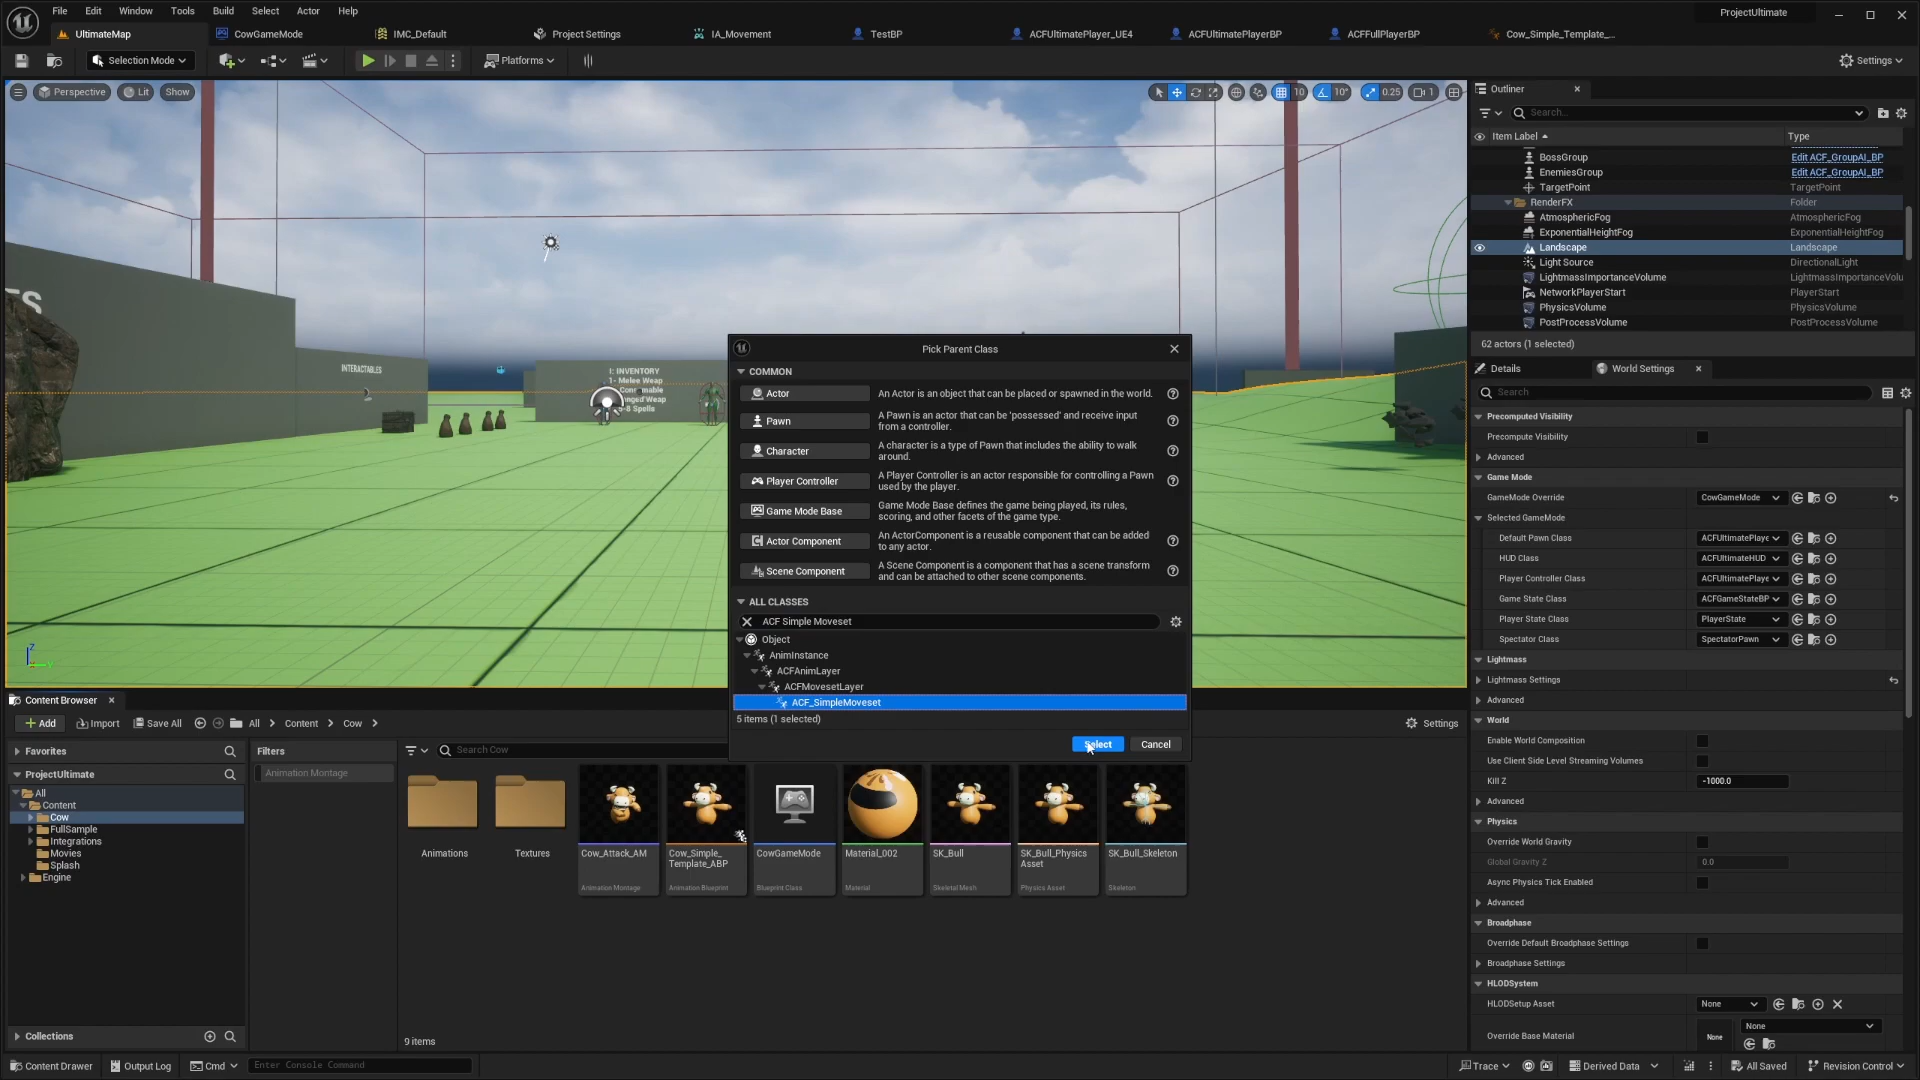 File Edit Window Tools Build Select Actor Help
ProjectUltimate
UltimateMap CowGameMode IMC_Default Project Settings IA_Movement TestBP ACFUltimatePlayer_UE4 ACFUltimatePlayerBP ACFFullPlayerBP Cow_Simple_Template_...
Selection Mode Platforms Settings
Perspective Lit Show 10 10° 0.25 1
INTERACTABLES
I: INVENTORY
1- Melee Weap
Pick Parent Class
COMMON
Actor An Actor is an object that can be placed or spawned in the world.
Pawn A Pawn is an actor that can be 'possessed' and receive input
from a controller.
Character A character is a type of Pawn that includes the ability to walk
around.
Player Controller A Player Controller is an actor responsible for controlling a Pawn
used by the player.
Game Mode Base Game Mode Base defines the game being played, its rules,
scoring, and other facets of the game type.
Actor Component An ActorComponent is a reusable component that can be added
to any actor.
Scene Component A Scene Component is a component that has a scene transform
and can be attached to other scene components.
ALL CLASSES
ACF Simple Moveset
Object
AnimInstance
ACFAnimLayer
ACFMovesetLayer
ACF_SimpleMoveset
5 items (1 selected)
Select Cancel
Outliner
Search...
Item Label Type
BossGroup Edit ACF_GroupAI_BP
EnemiesGroup Edit ACF_GroupAI_BP
TargetPoint TargetPoint
RenderFX Folder
AtmosphericFog AtmosphericFog
ExponentialHeightFog ExponentialHeightFog
Landscape Landscape
Light Source DirectionalLight
LightmassImportanceVolume LightmassImportanceVolu
NetworkPlayerStart PlayerStart
PhysicsVolume PhysicsVolume
PostProcessVolume PostProcessVolume
62 actors (1 selected)
Details World Settings
Search
Precomputed Visibility
Precompute Visibility
Advanced
Game Mode
GameMode Override CowGameMode
Selected GameMode
Default Pawn Class ACFUltimatePlaye
HUD Class ACFUltimateHUD
Player Controller Class ACFUltimatePlaye
Game State Class ACFGameStateBP
Player State Class PlayerState
Spectator Class SpectatorPawn
Lightmass
Lightmass Settings
Advanced
World
Enable World Composition
Use Client Side Level Streaming Volumes
Kill Z -1000.0
Advanced
Physics
Override World Gravity
Global Gravity Z 0.0
Async Physics Tick Enabled
Advanced
Broadphase
Override Default Broadphase Settings
Broadphase Settings
HLODSystem
HLODSetup Asset None
Override Base Material None None
Content Browser
Add Import Save All All Content Cow Settings
Favorites
ProjectUltimate
All
Content
Cow
FullSample
Integrations
Movies
Splash
Engine
Collections
Filters
Animation Montage
Search Cow
Animations
Textures
Cow_Attack_AM
Animation Montage
Cow_Simple_
Template_ABP
Animation Blueprint
CowGameMode
Blueprint Class
Material_002
Material
SK_Bull
Skeletal Mesh
SK_Bull_Physics
Asset
Physics Asset
SK_Bull_Skeleton
Skeleton
9 items
Content Drawer Output Log Cmd Enter Console Command Trace Derived Data All Saved Revision Control